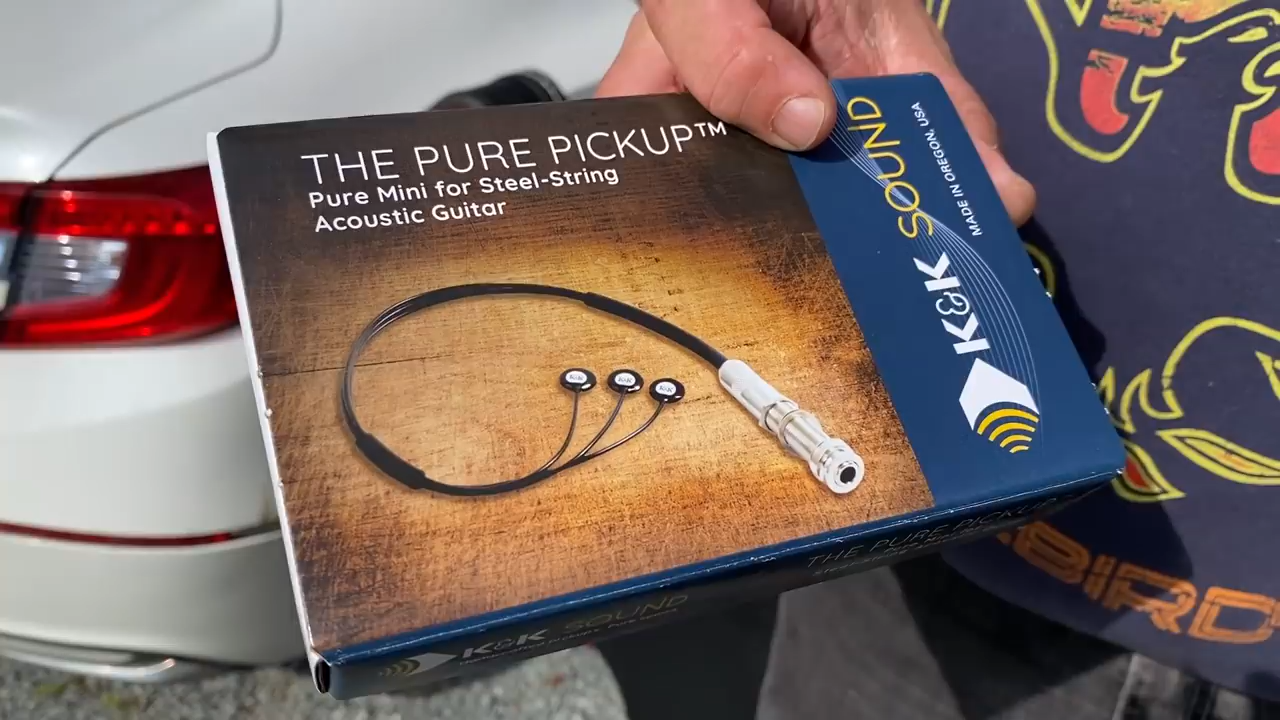 THE PURE PICKUP™
Pure Mini for Steel-String
Acoustic Guitar
K&K SOUND
MADE IN OREGON, USA
K&K
K&K
K&K
THE PURE PICKUP
K&K SOUND
BIRD